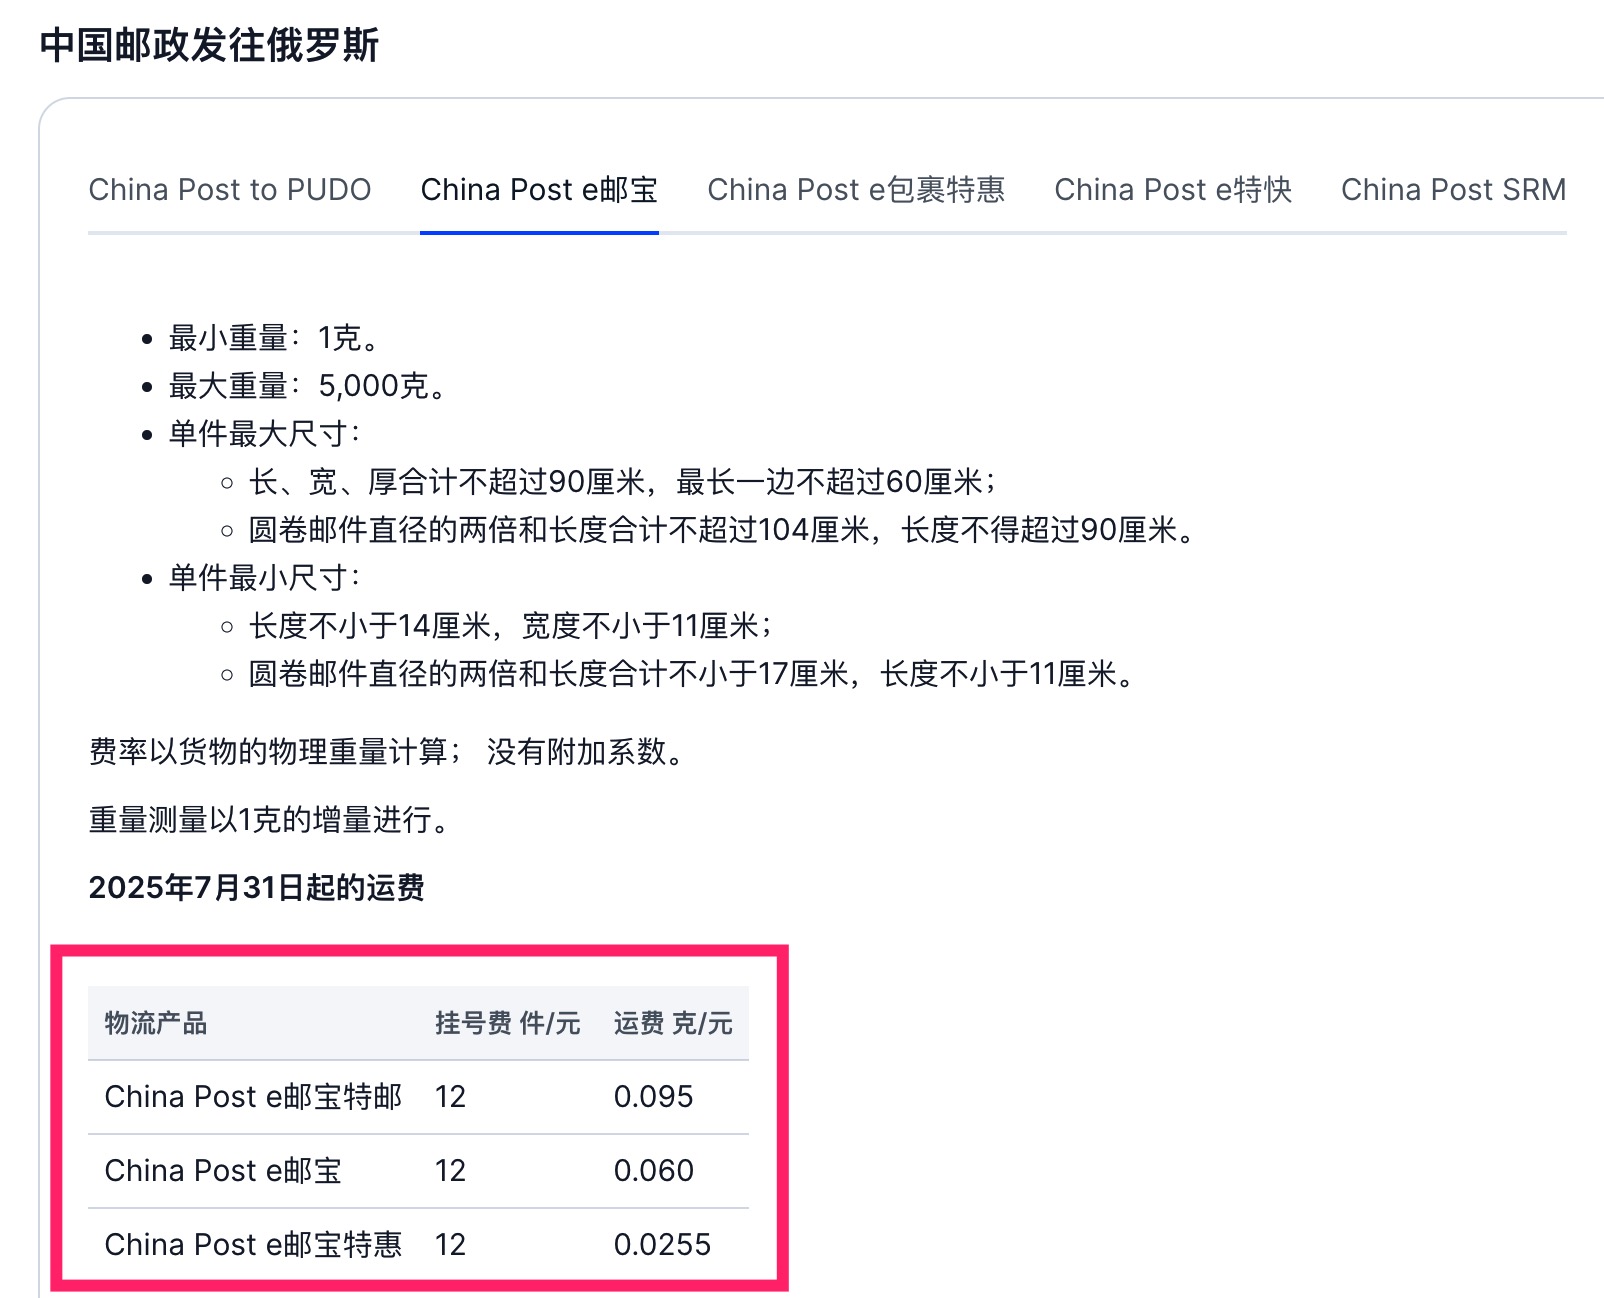 中国邮政发往俄罗斯
China Post to PUDO China Post e邮宝 China Post e包裹特惠 China Post e特快 China Post SRM
最小重量：1克。
最大重量：5,000克。
单件最大尺寸：
长、宽、厚合计不超过90厘米，最长一边不超过60厘米；
圆卷邮件直径的两倍和长度合计不超过104厘米，长度不得超过90厘米。
单件最小尺寸：
长度不小于14厘米，宽度不小于11厘米；
圆卷邮件直径的两倍和长度合计不小于17厘米，长度不小于11厘米。
费率以货物的物理重量计算； 没有附加系数。
重量测量以1克的增量进行。
2025年7月31日起的运费
物流产品 挂号费 件/元 运费 克/元
China Post e邮宝特邮 12 0.095
China Post e邮宝 12 0.060
China Post e邮宝特惠 12 0.0255